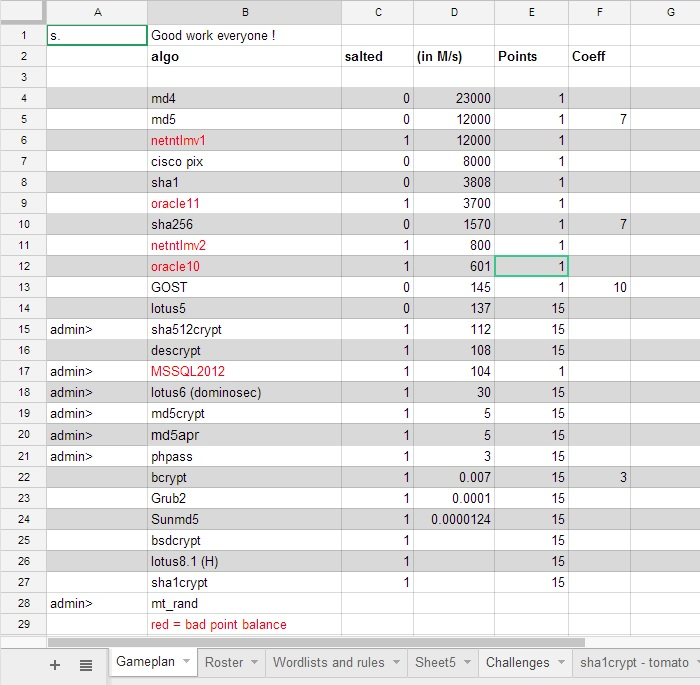 A B C D E F G
1 s. Good work everyone !
2 algo salted (in M/s) Points Coeff
3
4 md4 0 23000 1
5 md5 0 12000 1 7
6 netntlmv1 1 12000 1
7 cisco pix 0 8000 1
8 sha1 0 3808 1
9 oracle11 1 3700 1
10 sha256 0 1570 1 7
11 netntlmv2 1 800 1
12 oracle10 1 601 1
13 GOST 0 145 1 10
14 lotus5 0 137 15
15 admin> sha512crypt 1 112 15
16 descrypt 1 108 15
17 admin> MSSQL2012 1 104 1
18 admin> lotus6 (dominosec) 1 30 15
19 admin> md5crypt 1 5 15
20 admin> md5apr 1 5 15
21 admin> phpass 1 3 15
22 bcrypt 1 0.007 15 3
23 Grub2 1 0.0001 15
24 Sunmd5 1 0.0000124 15
25 bsdcrypt 1 15
26 lotus8.1 (H) 1 15
27 sha1crypt 1 15
28 admin> mt_rand
29 red = bad point balance
+ Gameplan Roster Wordlists and rules Sheet5 Challenges sha1crypt - tomato